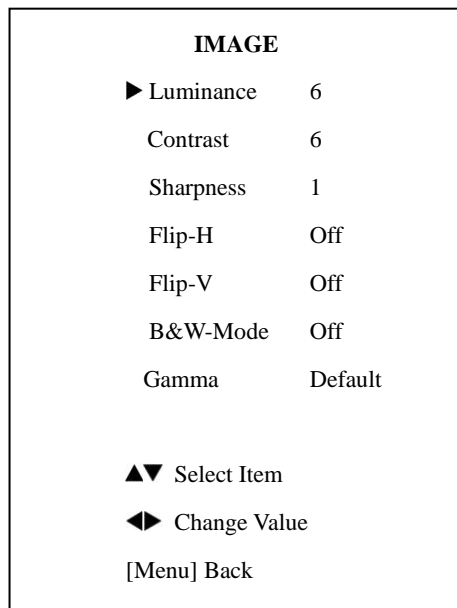 IMAGE
▶ Luminance 6
Contrast 6
Sharpness 1
Flip-H Off
Flip-V Off
B&W-Mode Off
Gamma Default
▲▼ Select Item
◀▶ Change Value
[Menu] Back